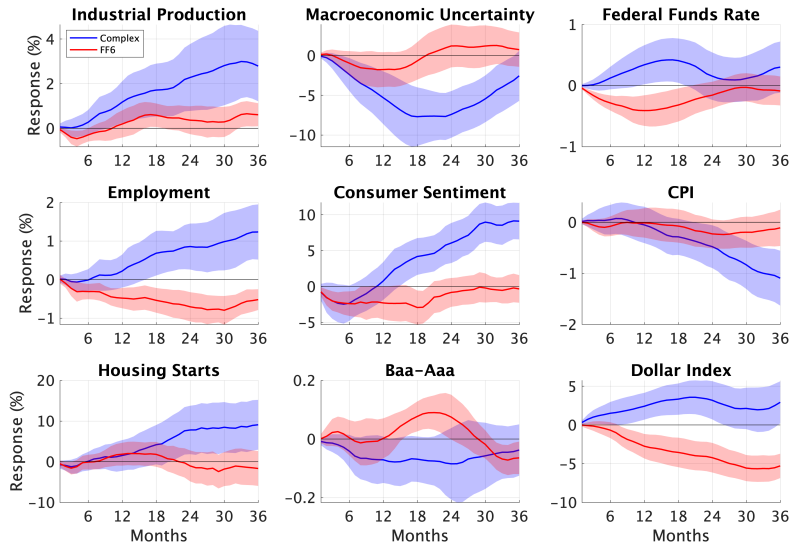 Industrial Production
Macroeconomic Uncertainty
Federal Funds Rate
Complex
FF6
Response (%)
4
2
0
6 12 18 24 30 36
0
-5
-10
6 12 18 24 30 36
1
0
-1
6 12 18 24 30 36
Employment
Consumer Sentiment
CPI
Response (%)
2
1
0
-1
6 12 18 24 30 36
10
5
0
-5
6 12 18 24 30 36
0
-1
-2
6 12 18 24 30 36
Housing Starts
Baa-Aaa
Dollar Index
Response (%)
20
10
0
-10
6 12 18 24 30 36
Months
0.2
0
-0.2
6 12 18 24 30 36
Months
5
0
-5
-10
6 12 18 24 30 36
Months